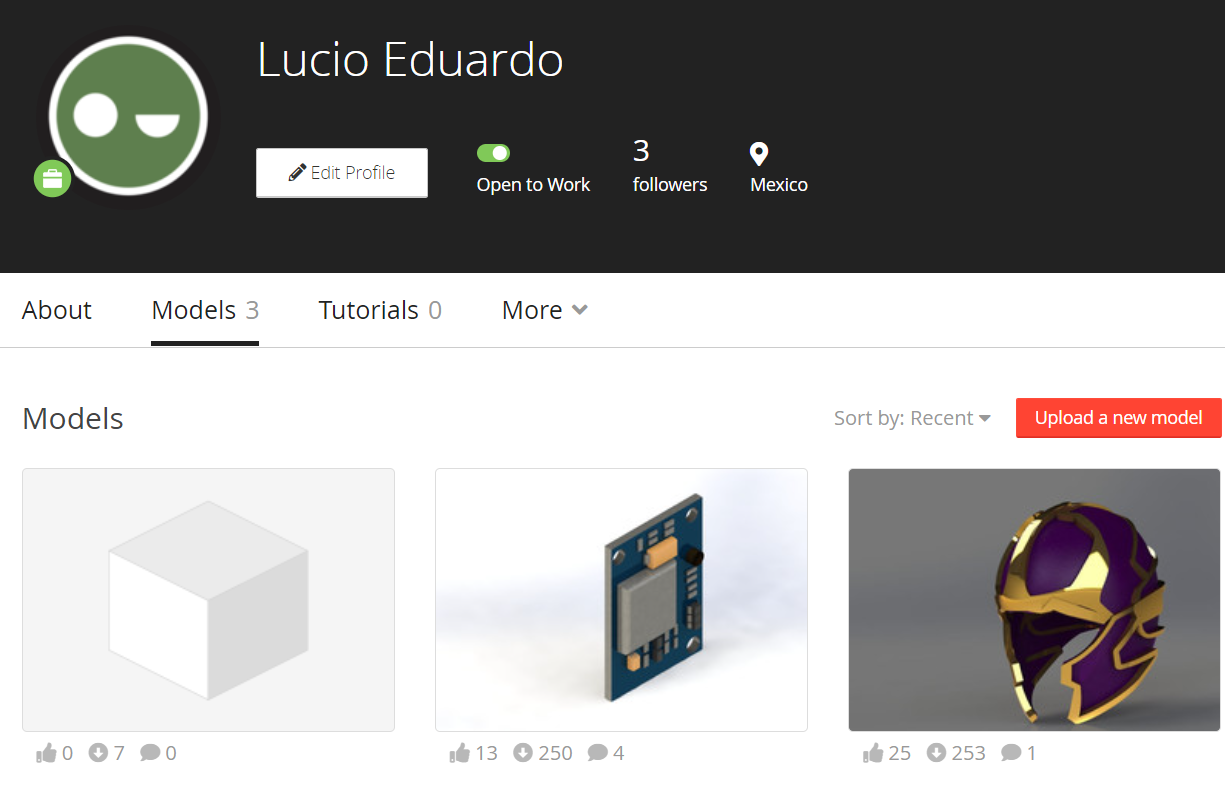 Lucio Eduardo
Edit Profile
Open to Work
3
followers
Mexico
About
Models 3
Tutorials 0
More
Models
Sort by: Recent
Upload a new model
0 7 0
13 250 4
25 253 1